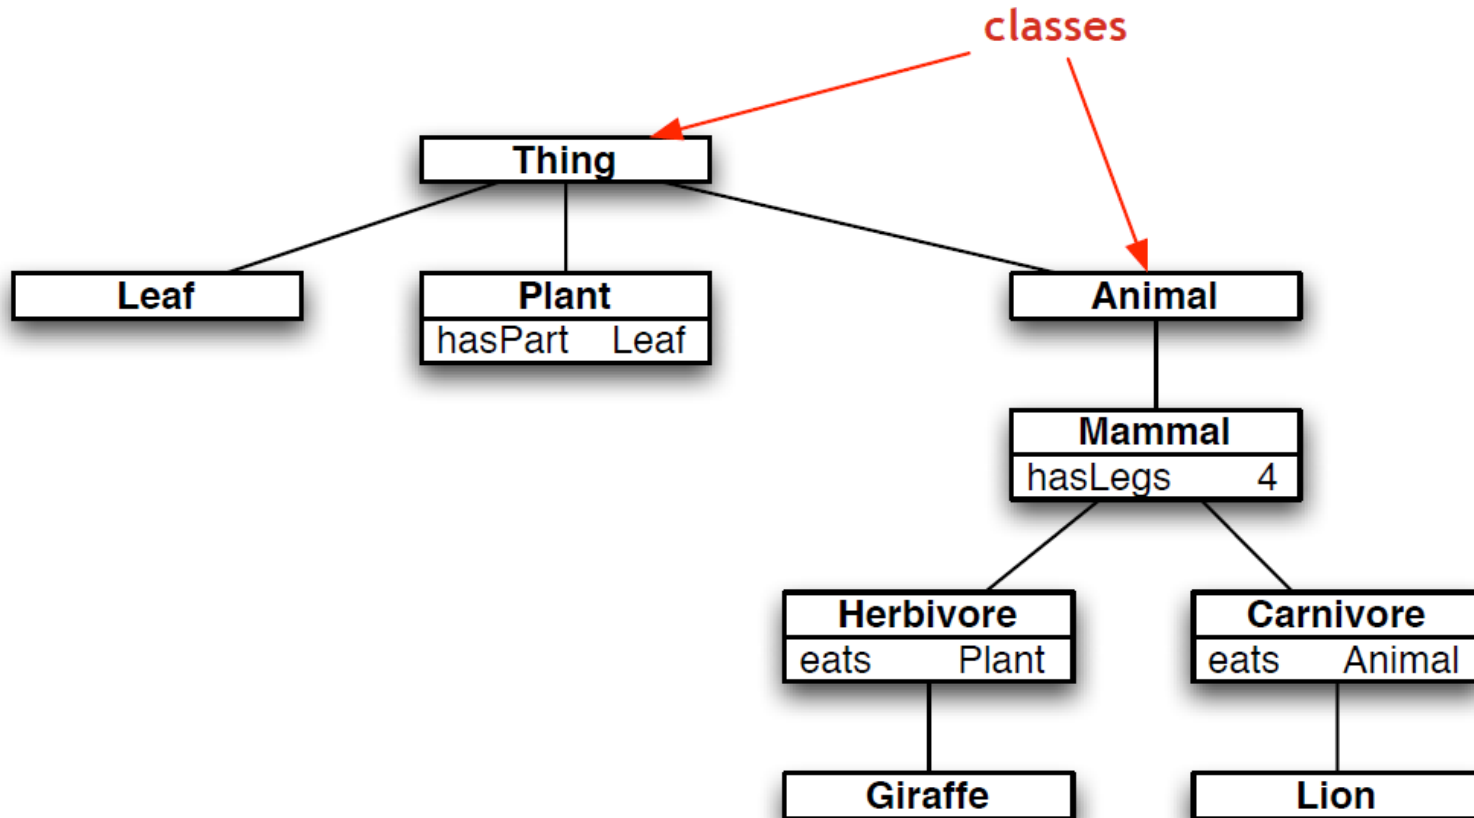 classes
Thing
Leaf
Plant
Animal
hasPart Leaf
Mammal
hasLegs 4
Herbivore
Carnivore
eats Plant
eats Animal
Giraffe
Lion